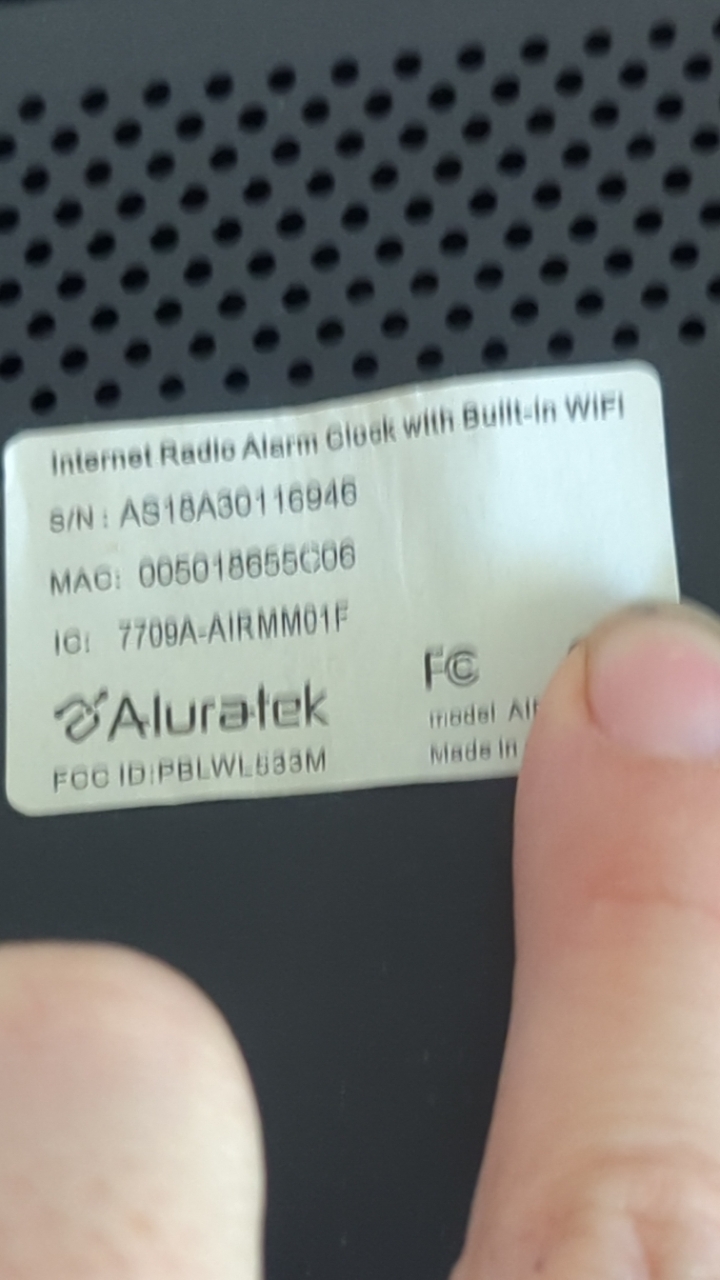 Internet Radio Alarm Clock with Built-in WiFi
S/N : AS18A30116946
MAC: 005018655C06
IC: 7709A-AIRMM01F
FC
Aluratek
model
Made in
FCC ID:PBLWL633M